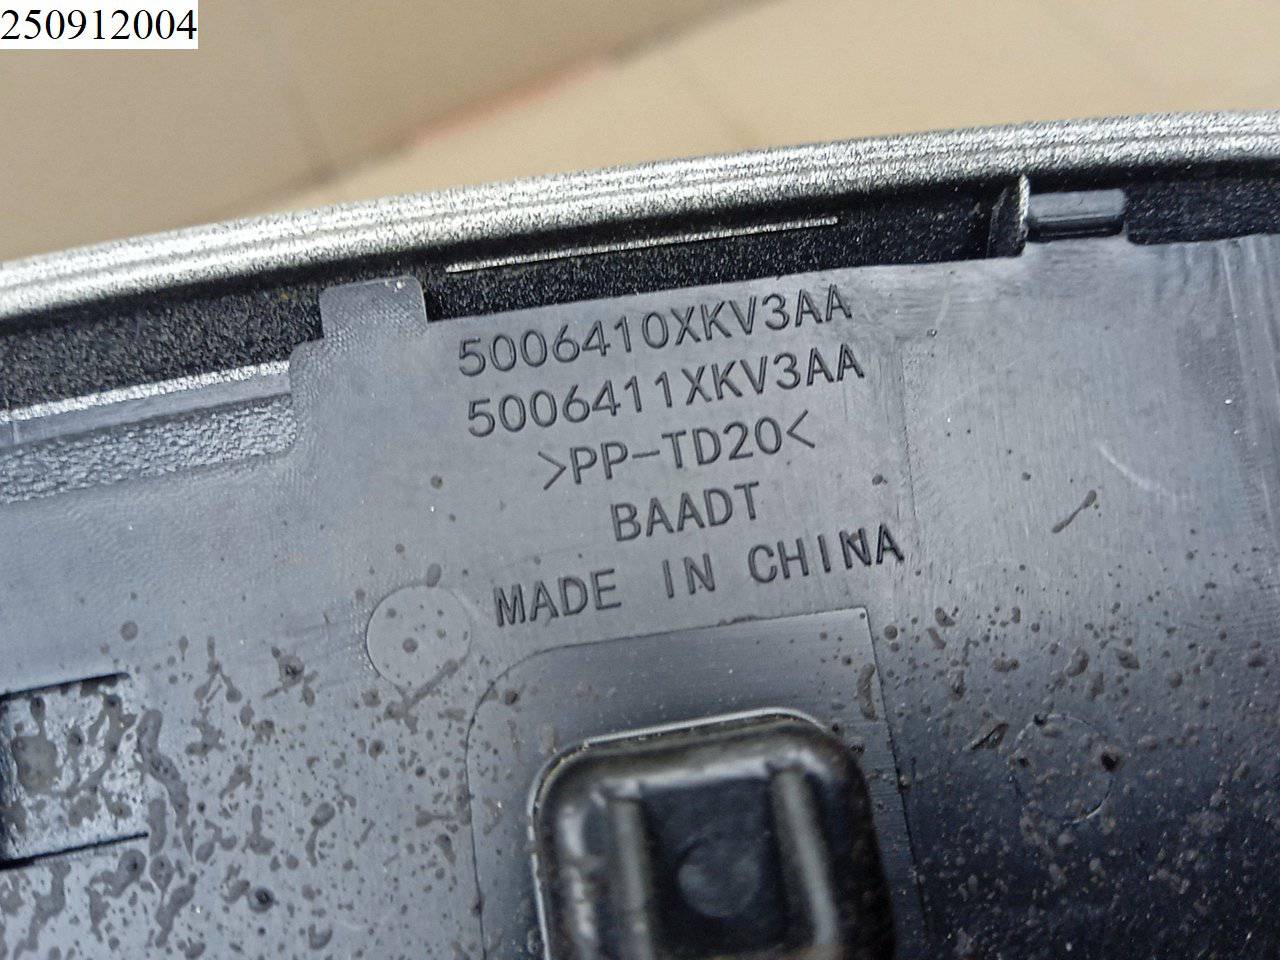 250912004
5006410XKV3AA
5006411XKV3AA
>PP-TD20<
BAADT
MADE IN CHINA